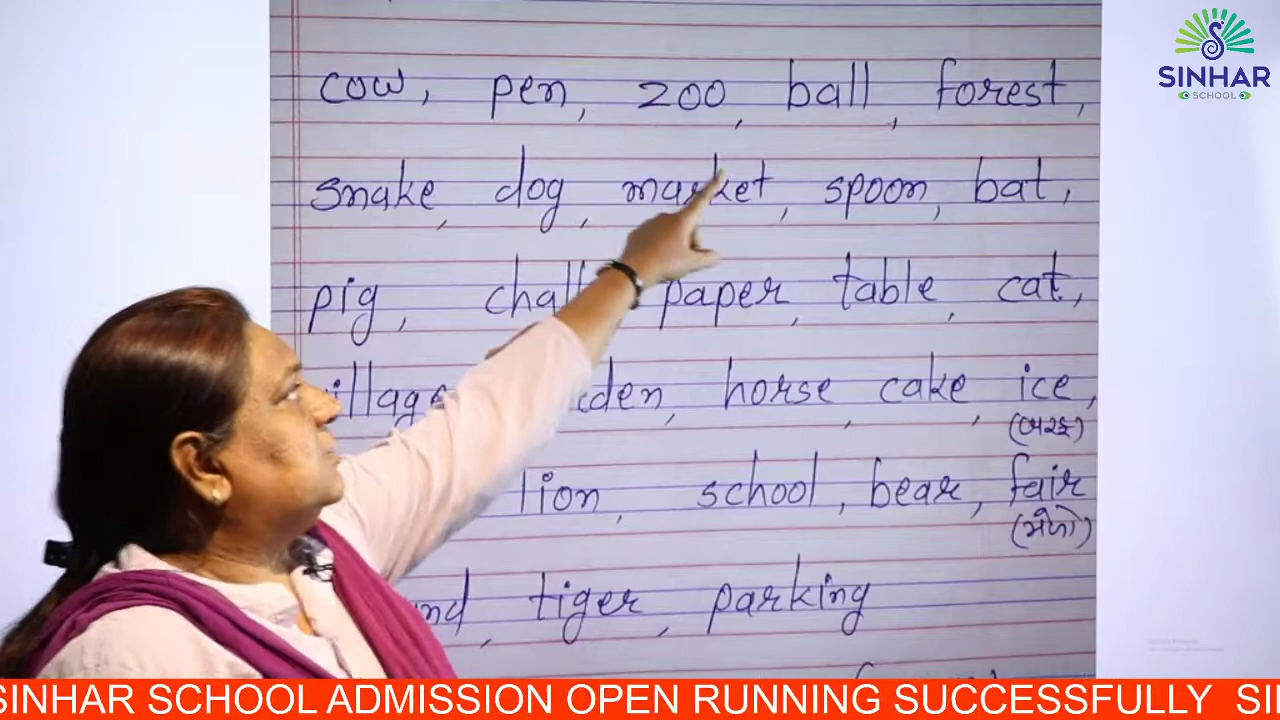 SINHAR
SCHOOL
cow, pen, zoo, ball, forest,
snake, dog, market, spoon, bat,
pig, paper, table, cat,
horse, cake, ice,
(બરફ)
lion, school, bear, fair
(મેળો)
tiger, parking
SINHAR SCHOOL ADMISSION OPEN RUNNING SUCCESSFULLY SI